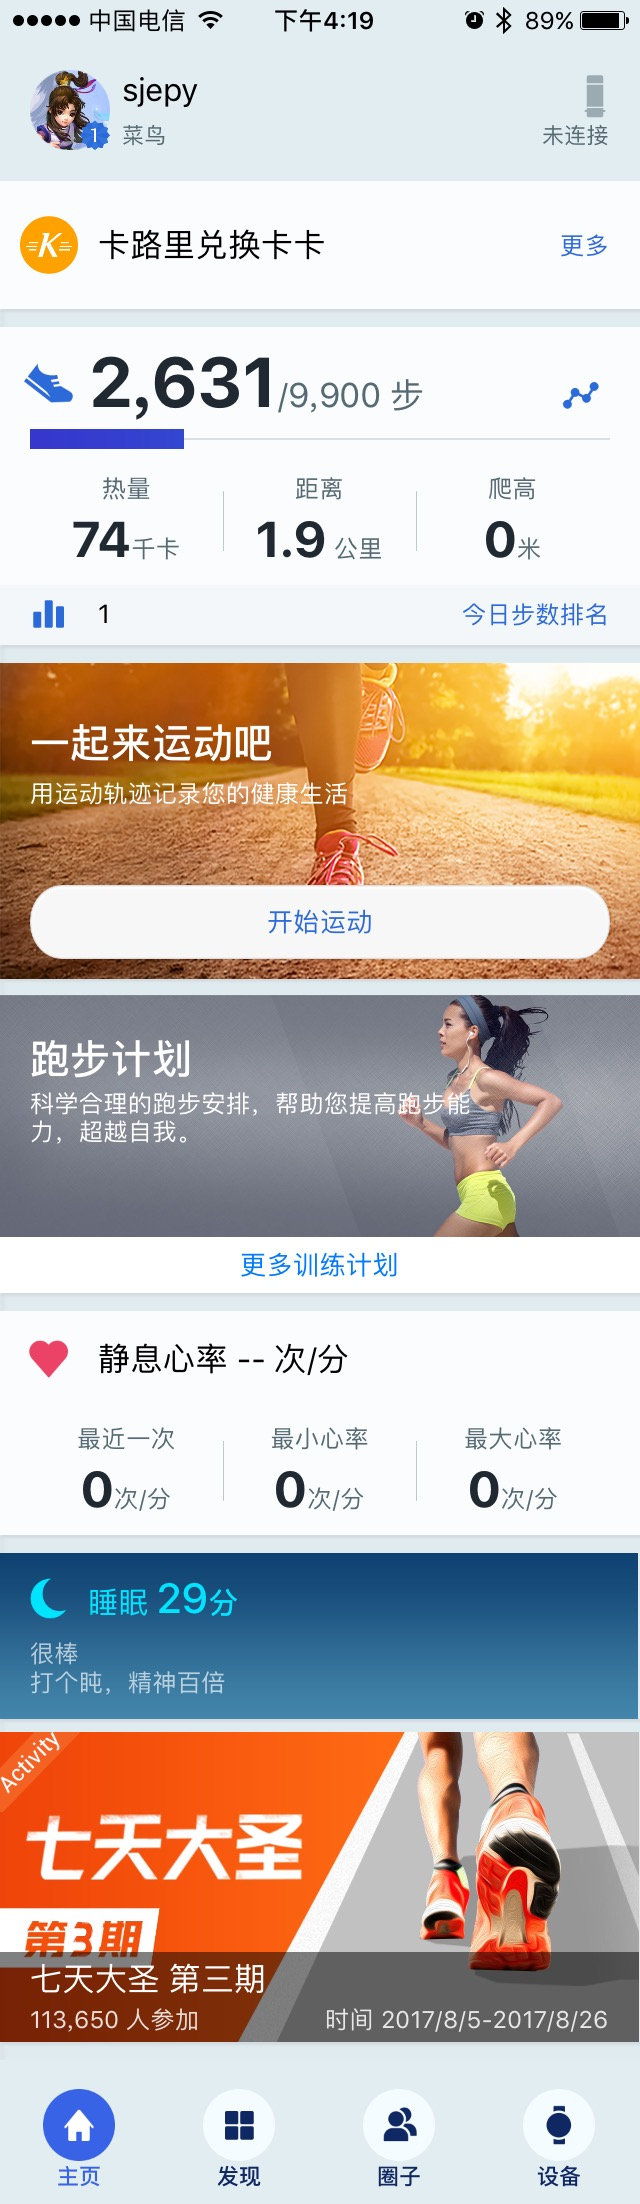 中国电信 下午4:19 89%
sjepy
1
菜鸟 未连接
K 卡路里兑换卡卡 更多
2,631/9,900 步
热量 距离 爬高
74千卡 1.9 公里 0米
1 今日步数排名
一起来运动吧
用运动轨迹记录您的健康生活
开始运动
跑步计划
科学合理的跑步安排，帮助您提高跑步能
力，超越自我。
更多训练计划
静息心率 -- 次/分
最近一次 最小心率 最大心率
0次/分 0次/分 0次/分
睡眠 29分
很棒
打个盹，精神百倍
Activity
七天大圣
第3期
七天大圣 第三期
113,650 人参加 时间 2017/8/5-2017/8/26
主页 发现 圈子 设备